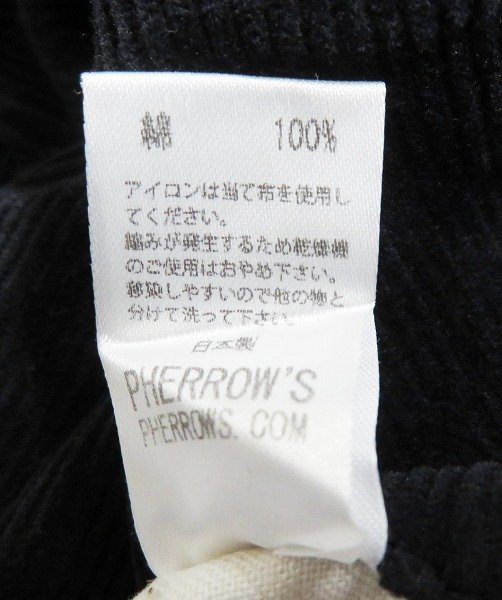 綿 100%
アイロンは当て布を使用し
てください。
縮みが発生するため乾燥機
のご使用はおやめ下さい。
移染しやすいので他の物と
分けて洗って下さい。
日本製
PHERROW'S
PHERROWS.COM